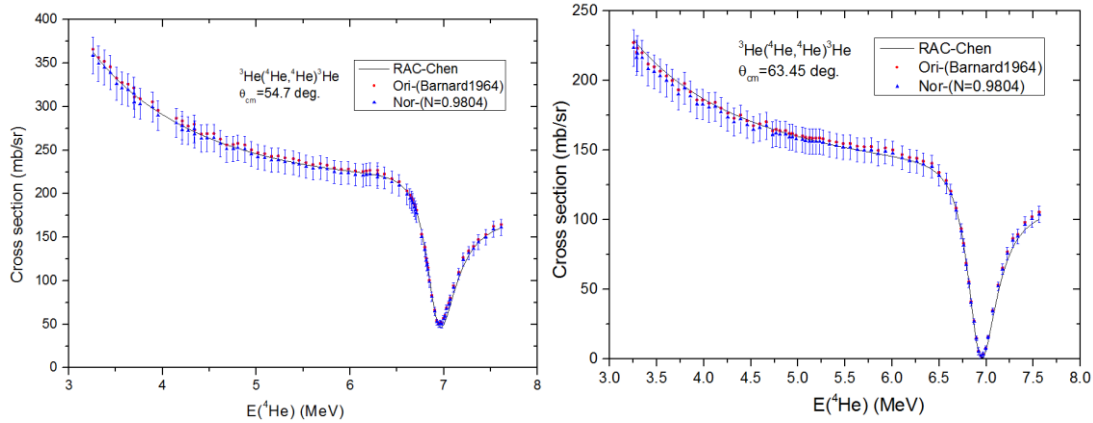 400
350
300
250
200
150
100
50
0
3
4
5
6
7
8
Cross section (mb/sr)
E(⁴He) (MeV)
³He(⁴He,⁴He)³He
θcm=54.7 deg.
RAC-Chen
Ori-(Barnard1964)
Nor-(N=0.9804)
250
200
150
100
50
0
3.0
3.5
4.0
4.5
5.0
5.5
6.0
6.5
7.0
7.5
8.0
Cross section (mb/sr)
E(⁴He) (MeV)
³He(⁴He,⁴He)³He
θcm=63.45 deg.
RAC-Chen
Ori-(Barnard1964)
Nor-(N=0.9804)